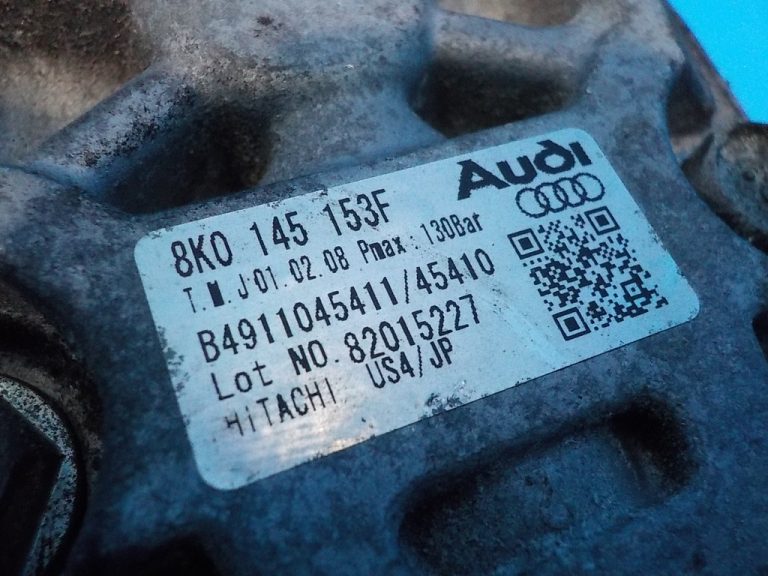 Audi
8K0 145 153F
T.M.J 01.02.08 Pmax : 130Bar
B4911045411/45410
Lot NO. 82015227
HITACHI US4/JP